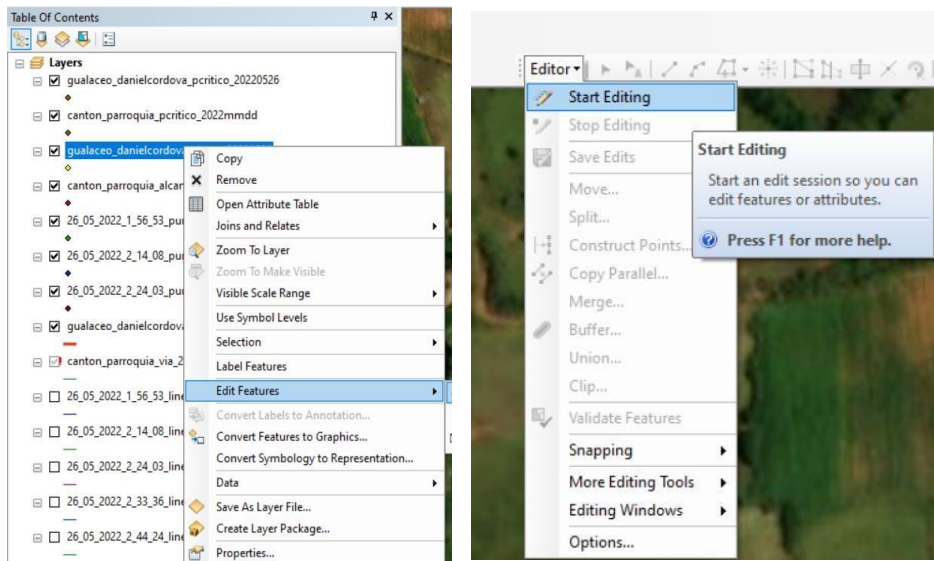 Table Of Contents
Layers
gualaceo_danielcordova_pcritico_20220526
canton_parroquia_pcritico_2022mmdd
gualaceo_danielcordov
canton_parroquia_alcan
26_05_2022_1_56_53_pu
26_05_2022_2_14_08_pu
26_05_2022_2_24_03_pu
gualaceo_danielcordov
canton_parroquia_via_2
26_05_2022_1_56_53_line
26_05_2022_2_14_08_line
26_05_2022_2_24_03_line
26_05_2022_2_33_36_line
26_05_2022_2_44_24_line
Copy
Remove
Open Attribute Table
Joins and Relates
Zoom To Layer
Zoom To Make Visible
Visible Scale Range
Use Symbol Levels
Selection
Label Features
Edit Features
Convert Labels to Annotation...
Convert Features to Graphics...
Convert Symbology to Representation...
Data
Save As Layer File...
Create Layer Package...
Properties...
Editor
Start Editing
Stop Editing
Save Edits
Move...
Split...
Construct Points...
Copy Parallel...
Merge...
Buffer...
Union...
Clip...
Validate Features
Snapping
More Editing Tools
Editing Windows
Options...
Start Editing
Start an edit session so you can
edit features or attributes.
Press F1 for more help.